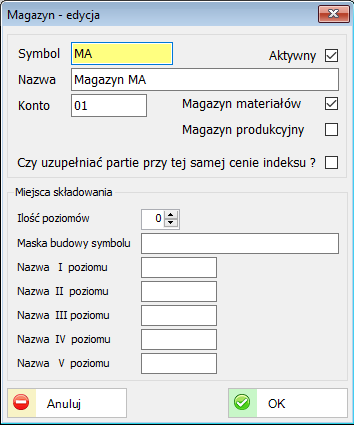 Magazyn - edycja
Symbol MA Aktywny
Nazwa Magazyn MA
Konto 01 Magazyn materiałów
Magazyn produkcyjny
Czy uzupełniać partie przy tej samej cenie indeksu ?
Miejsca składowania
Ilość poziomów 0
Maska budowy symbolu
Nazwa I poziomu
Nazwa II poziomu
Nazwa III poziomu
Nazwa IV poziomu
Nazwa V poziomu
Anuluj OK